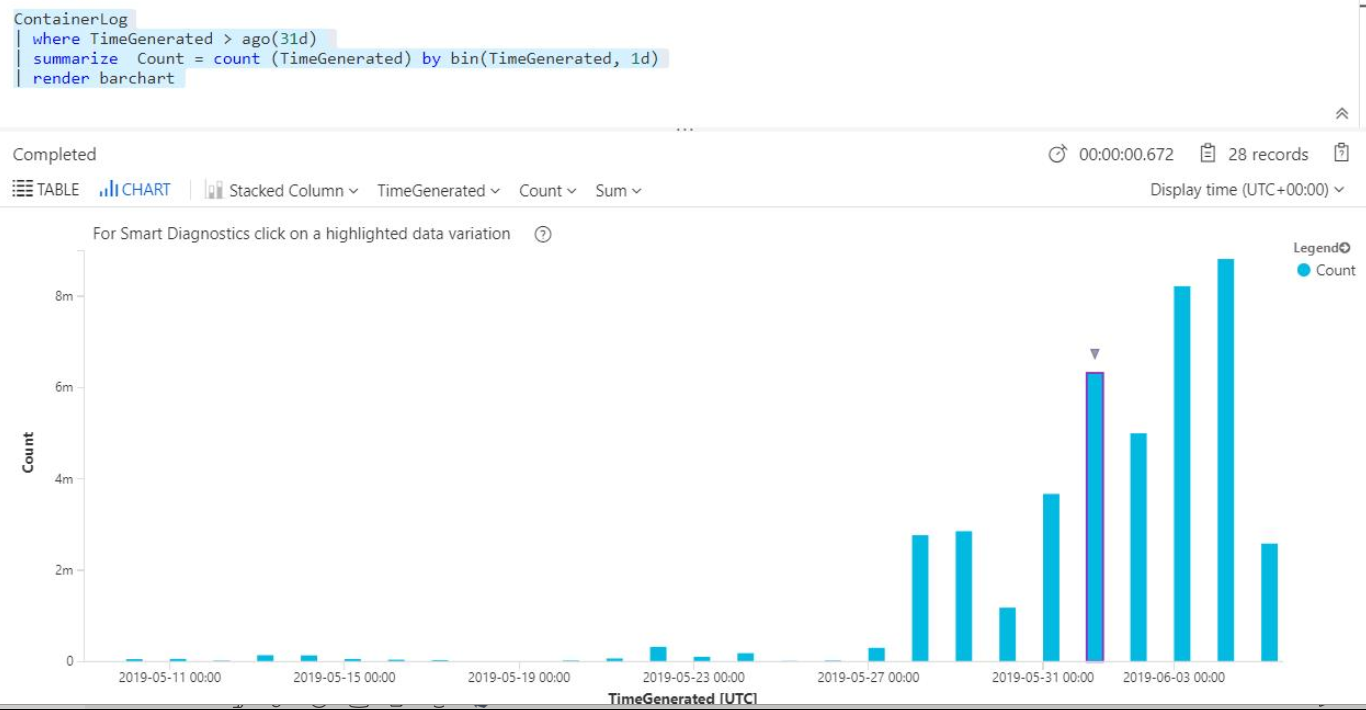 ContainerLog
| where TimeGenerated > ago(31d)
| summarize  Count = count (TimeGenerated) by bin(TimeGenerated, 1d)
| render barchart
...
Completed
00:00:00.672
28 records
TABLE
CHART
Stacked Column
TimeGenerated
Count
Sum
Display time (UTC+00:00)
For Smart Diagnostics click on a highlighted data variation
?
Legend
Count
8m
6m
4m
2m
0
Count
2019-05-11 00:00
2019-05-15 00:00
2019-05-19 00:00
2019-05-23 00:00
2019-05-27 00:00
2019-05-31 00:00
2019-06-03 00:00
TimeGenerated [UTC]